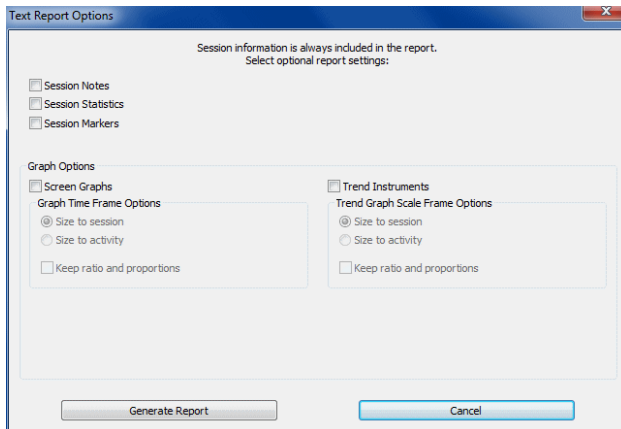 Text Report Options
Session information is always included in the report.
Select optional report settings:
Session Notes
Session Statistics
Session Markers
Graph Options
Screen Graphs
Graph Time Frame Options
Size to session
Size to activity
Keep ratio and proportions
Trend Instruments
Trend Graph Scale Frame Options
Size to session
Size to activity
Keep ratio and proportions
Generate Report
Cancel